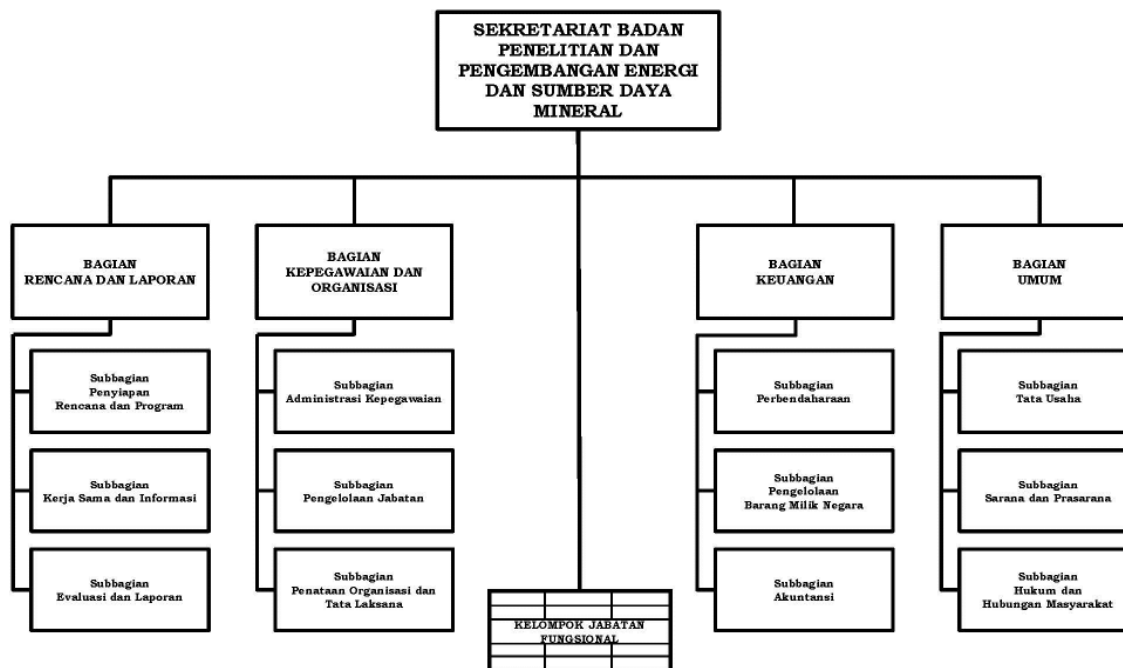 SEKRETARIAT BADAN
PENELITIAN DAN
PENGEMBANGAN ENERGI
DAN SUMBER DAYA
MINERAL
BAGIAN
RENCANA DAN LAPORAN
BAGIAN
KEPEGAWAIAN DAN
ORGANISASI
BAGIAN
KEUANGAN
BAGIAN
UMUM
Subbagian
Penyiapan
Rencana dan Program
Subbagian
Administrasi Kepegawaian
Subbagian
Perbendaharaan
Subbagian
Tata Usaha
Subbagian
Kerja Sama dan Informasi
Subbagian
Pengelolaan Jabatan
Subbagian
Pengelolaan
Barang Milik Negara
Subbagian
Sarana dan Prasarana
Subbagian
Evaluasi dan Laporan
Subbagian
Penataan Organisasi dan
Tata Laksana
Subbagian
Akuntansi
Subbagian
Hukum dan
Hubungan Masyarakat
KELOMPOK JABATAN
FUNGSIONAL